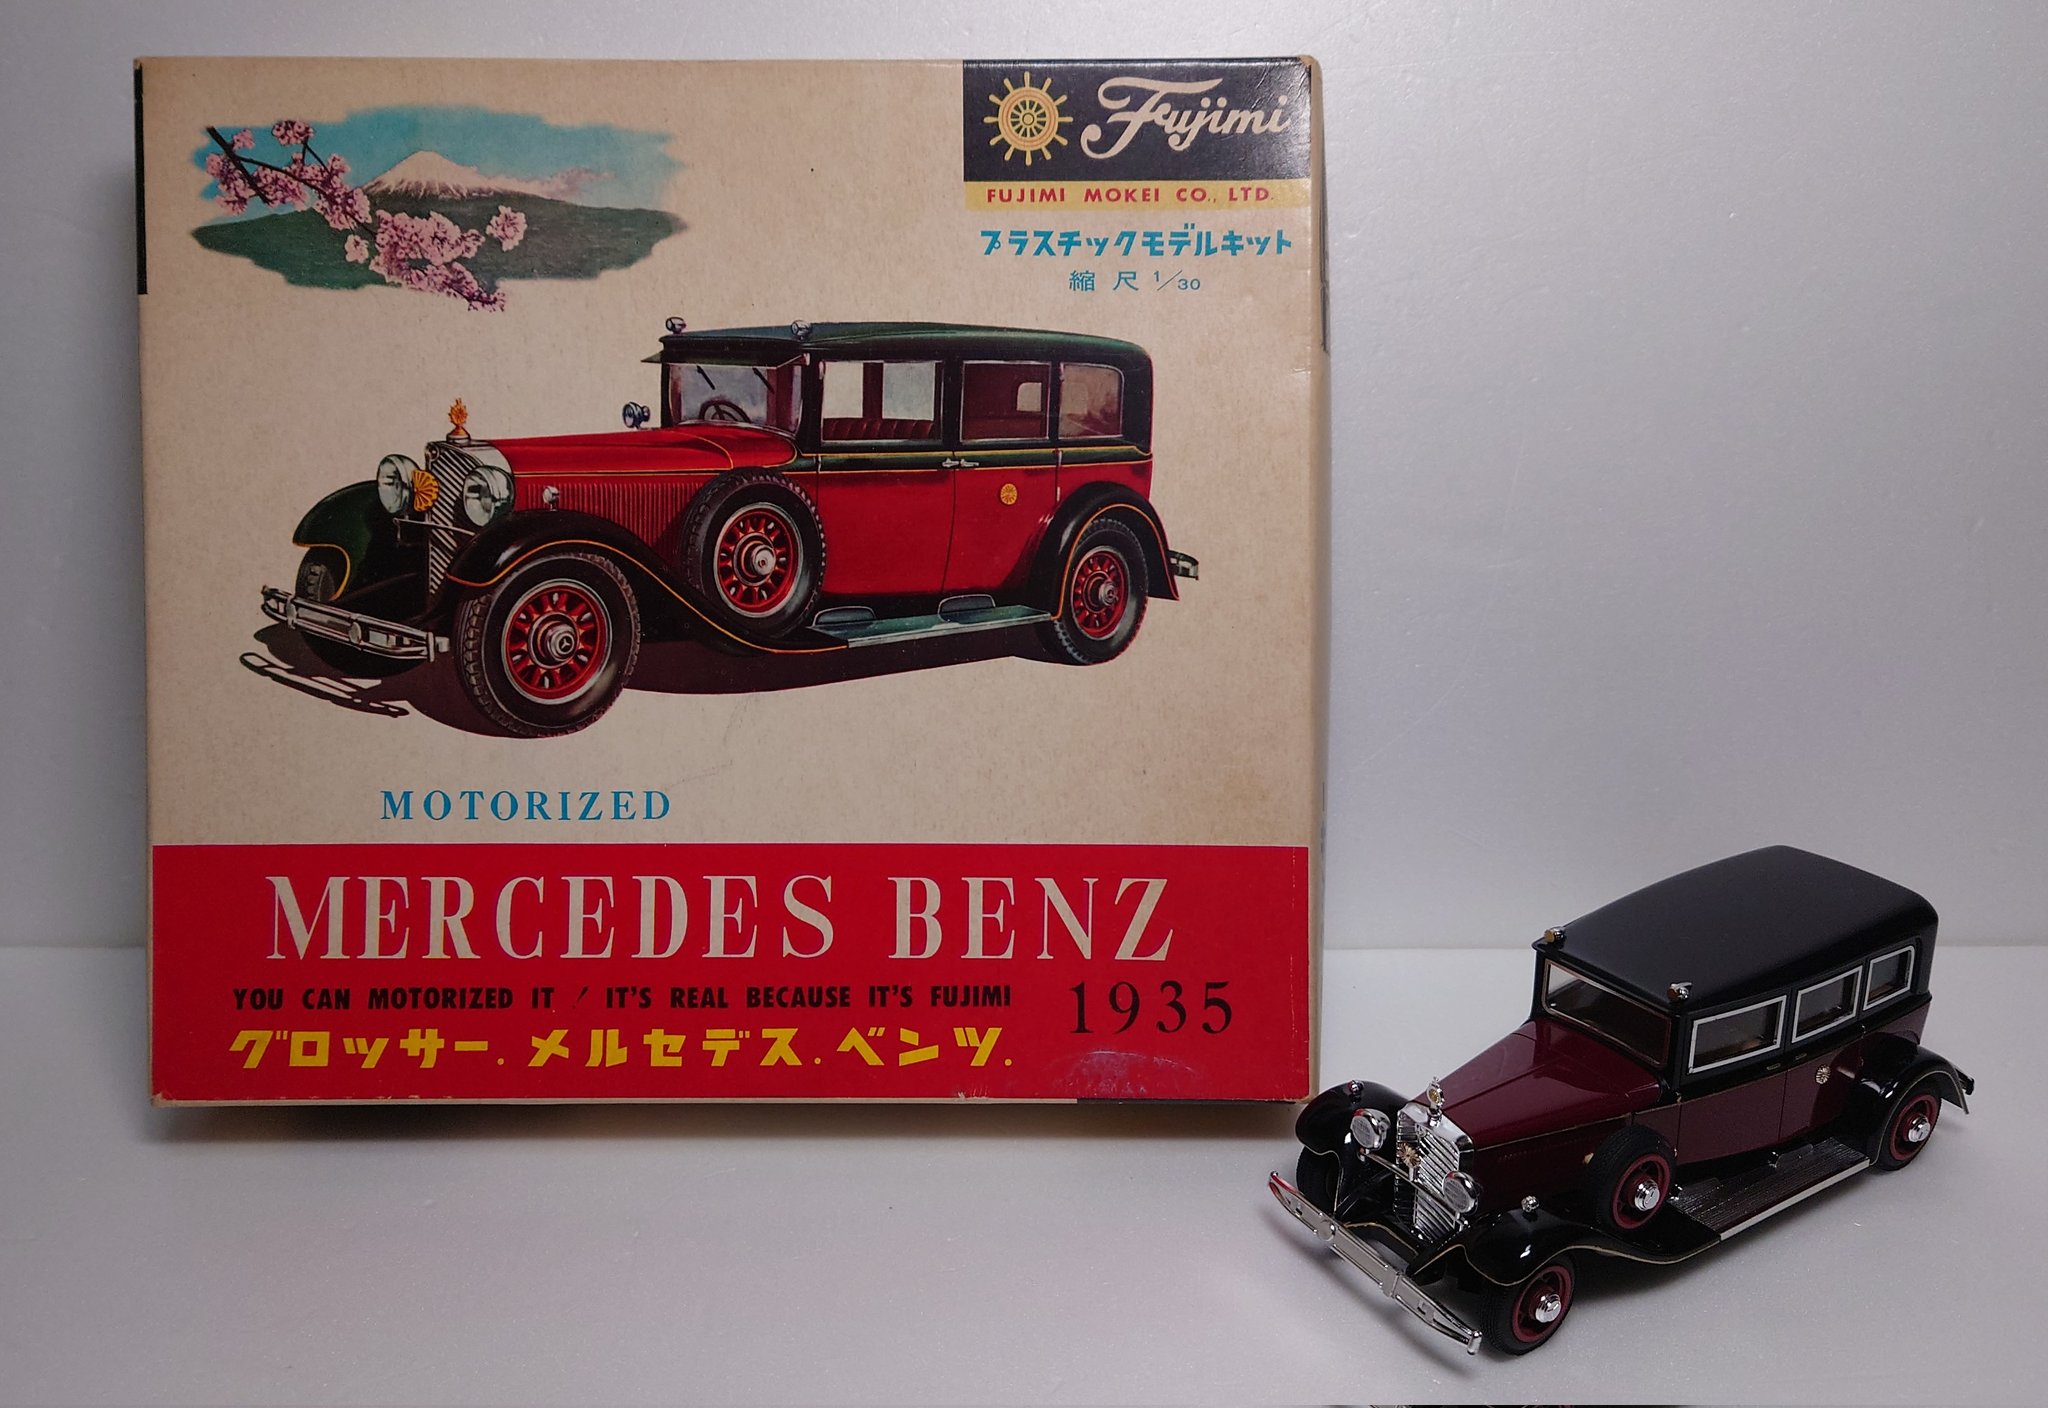 Fujimi
FUJIMI MOKEI CO., LTD.
プラスチックモデルキット
縮尺 1/30
MOTORIZED
MERCEDES BENZ
YOU CAN MOTORIZED IT ! IT'S REAL BECAUSE IT'S FUJIMI
1935
グロッサー.メルセデス.ベンツ.